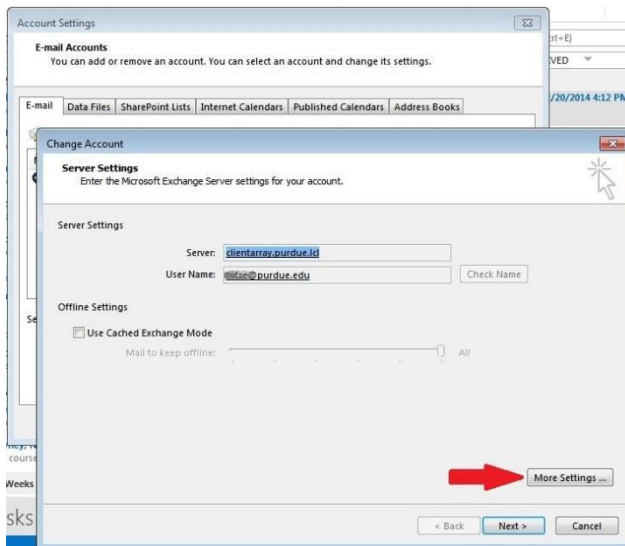 Account Settings
E-mail Accounts
You can add or remove an account. You can select an account and change its settings.
trl+E)
VED
/20/2014 4:12 PM
E-mail Data Files SharePoint Lists Internet Calendars Published Calendars Address Books
Change Account
Server Settings
Enter the Microsoft Exchange Server settings for your account.
Server Settings
Server: clientarray.purdue.lcl
User Name: @purdue.edu Check Name
Offline Settings
Se
Use Cached Exchange Mode
Mail to keep offline: All
course
More Settings ...
Weeks
sks
< Back Next > Cancel